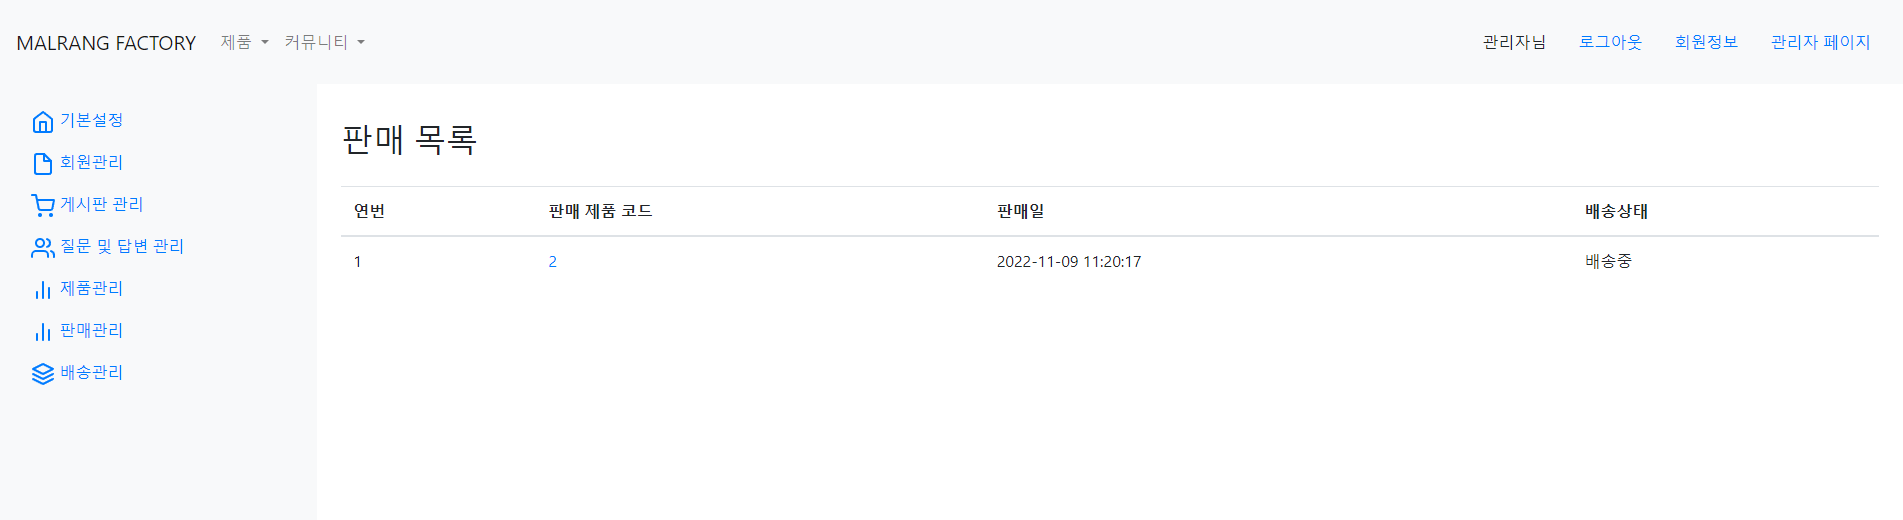 MALRANG FACTORY 제품 커뮤니티 관리자님 로그아웃 회원정보 관리자 페이지
기본설정
회원관리
게시판 관리
질문 및 답변 관리
제품관리
판매관리
배송관리
판매 목록
연번 판매 제품 코드 판매일 배송상태
1 2 2022-11-09 11:20:17 배송중